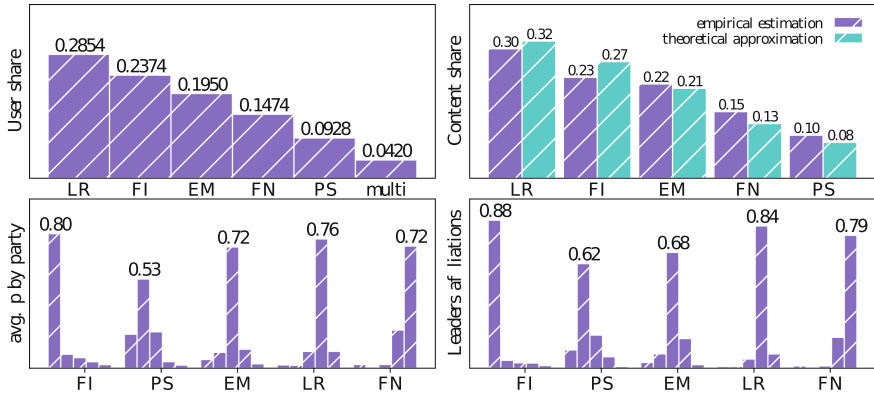 User share
0.2854
0.2374
0.1950
0.1474
0.0928
0.0420
LR FI EM FN PS multi
Content share
empirical estimation
theoretical approximation
0.30 0.32
0.23 0.27
0.22 0.21
0.15 0.13
0.10 0.08
LR FI EM FN PS
avg. p by party
0.80
0.53
0.72
0.76
0.72
FI PS EM LR FN
Leaders af liations
0.88
0.62
0.68
0.84
0.79
FI PS EM LR FN